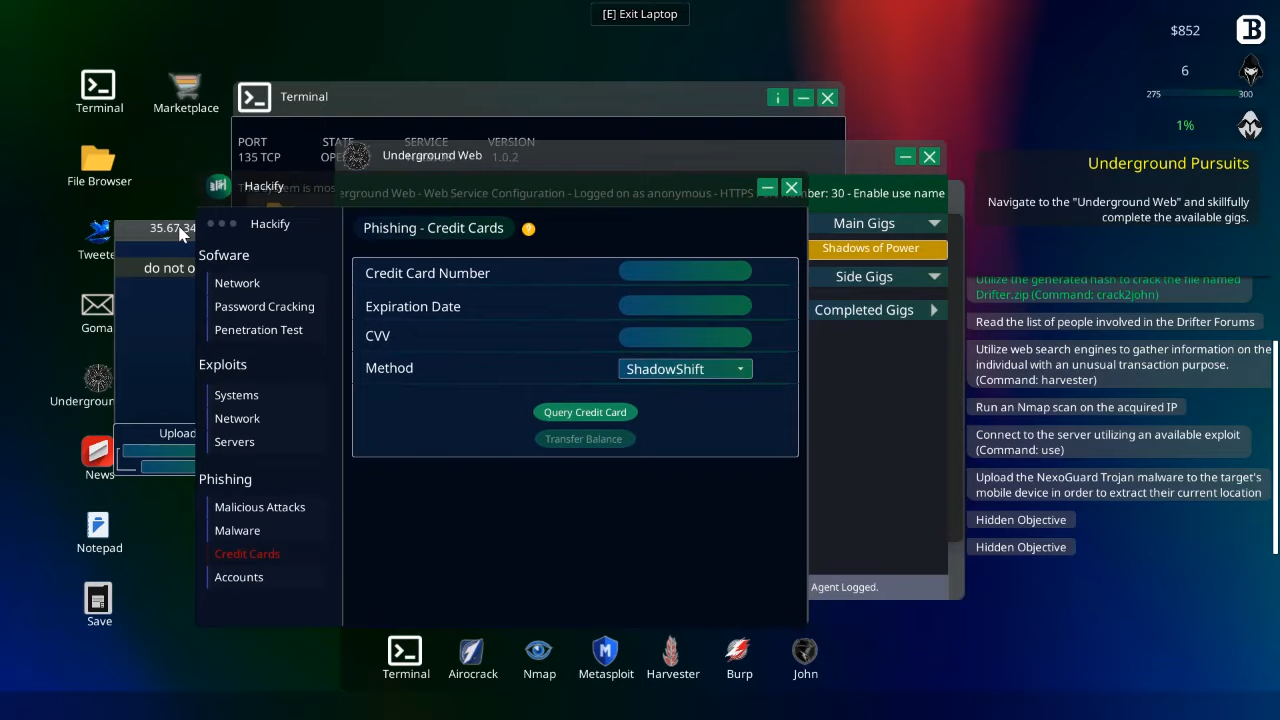 [E] Exit Laptop
$852
6
275
300
1%
Underground Pursuits
Navigate to the "Underground Web" and skillfully
complete the available gigs.
Utilize the generated hash to crack the file named
Drifter.zip (Command: crack2john)
Read the list of people involved in the Drifter Forums
Utilize web search engines to gather information on the
individual with an unusual transaction purpose.
(Command: harvester)
Run an Nmap scan on the acquired IP
Connect to the server utilizing an available exploit
(Command: use)
Upload the NexoGuard Trojan malware to the target's
mobile device in order to extract their current location
Hidden Objective
Hidden Objective
Terminal
Marketplace
File Browser
Tweete
Goma
Undergroun
News
Notepad
Save
35.67.34
do not o
Upload
Terminal
PORT
STATE
SERVICE
VERSION
135 TCP
OPE
1.0.2
Underground Web
erground Web - Web Service Configuration - Logged on as anonymous - HTTPS
umber: 30 - Enable use name
Main Gigs
Shadows of Power
Side Gigs
Completed Gigs
Agent Logged.
Hackify
Hackify
Sofware
Network
Password Cracking
Penetration Test
Exploits
Systems
Network
Servers
Phishing
Malicious Attacks
Malware
Credit Cards
Accounts
Phishing - Credit Cards
?
Credit Card Number
Expiration Date
CVV
Method
ShadowShift
Query Credit Card
Transfer Balance
Terminal
Airocrack
Nmap
Metasploit
Harvester
Burp
John